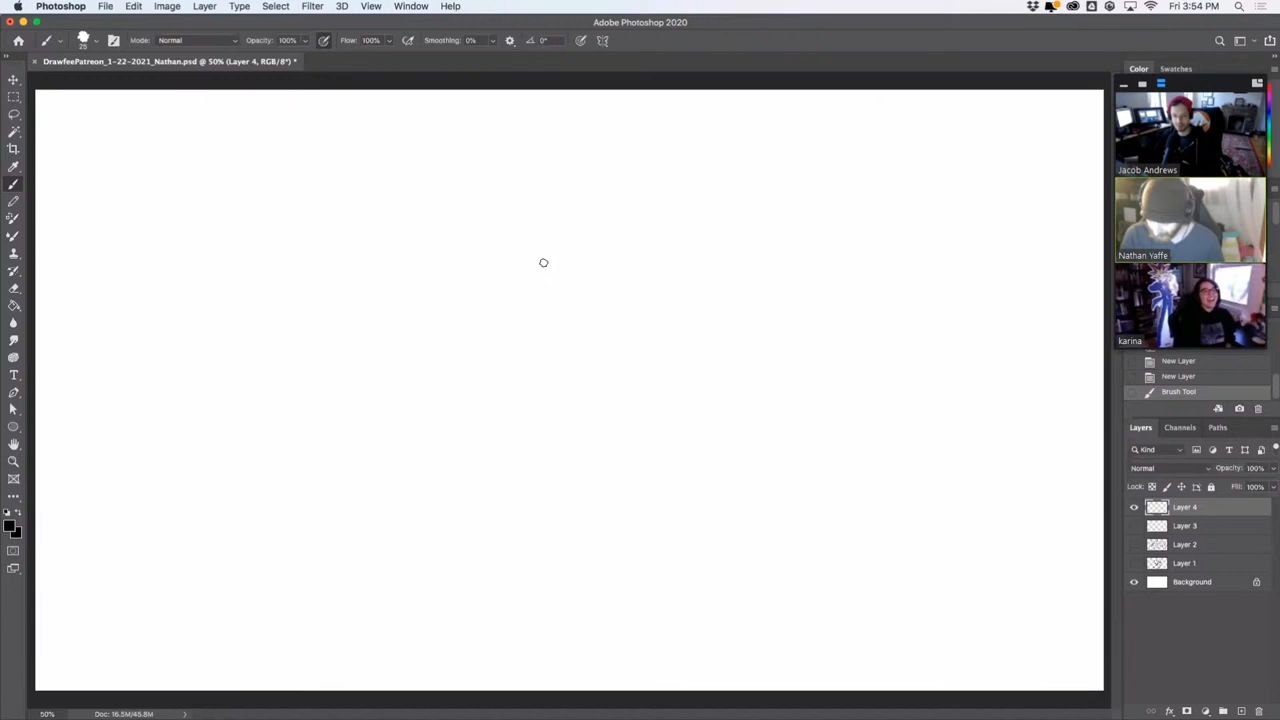 Photoshop File Edit Image Layer Type Select Filter 3D View Window Help Fri 3:54 PM
Adobe Photoshop 2020
25 Mode: Normal Opacity: 100% Flow: 100% Smoothing: 0% 0°
DrawfeePatreon_1-22-2021_Nathan.psd @ 50% (Layer 4, RGB/8*) *
Color Swatches
Jacob Andrews
Nathan Yaffe
karina
New Layer
New Layer
Brush Tool
Layers Channels Paths
Kind
Normal Opacity: 100%
Lock: Fill: 100%
Layer 4
Layer 3
Layer 2
Layer 1
Background
50% Doc: 16.5M/45.8M